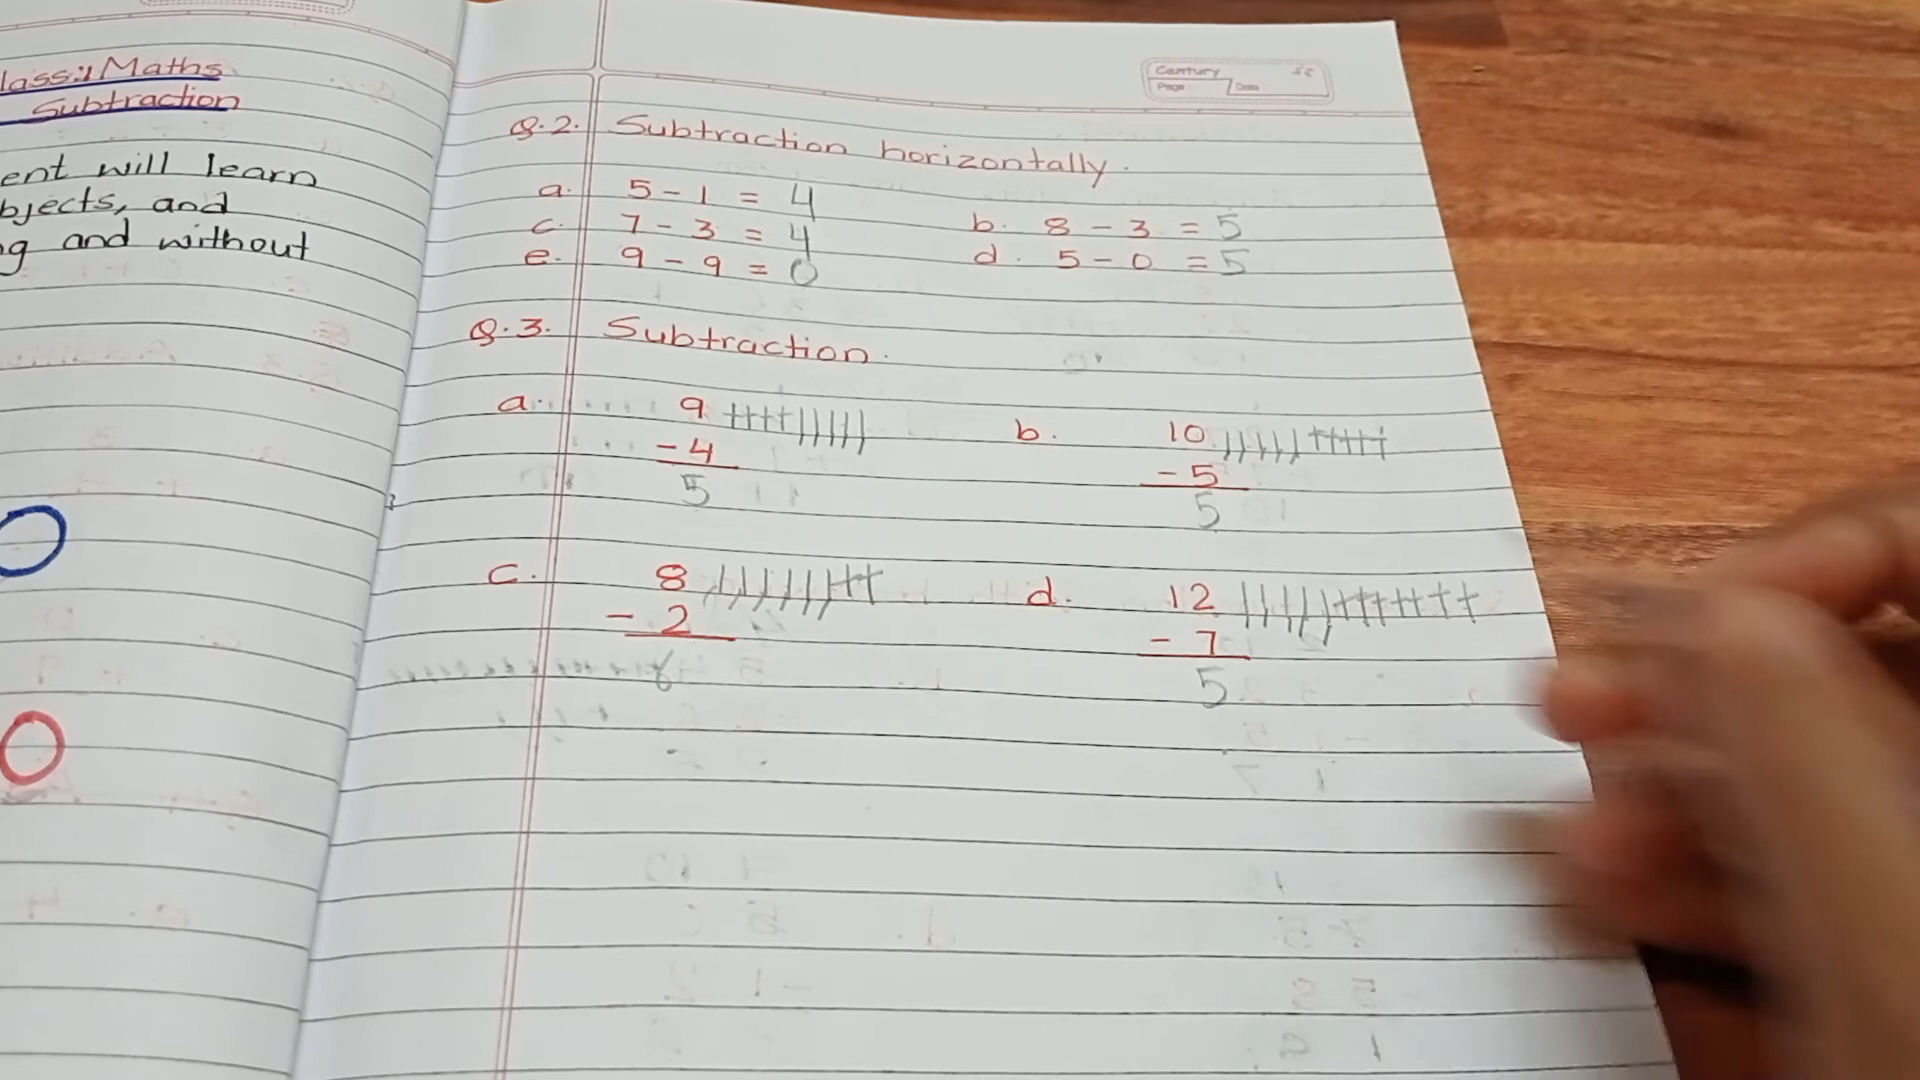 lass:1 Maths
Subtraction
ent will learn
bjects, and
g and without
Century
Page Date
Q.2. Subtraction horizontally.
a. 5 - 1 = 4
b. 8 - 3 = 5
c. 7 - 3 = 4
d. 5 - 0 = 5
e. 9 - 9 = 0
Q.3. Subtraction.
a. 9
- 4
5
b. 10
- 5
5
c. 8
- 2
6
d. 12
- 7
5